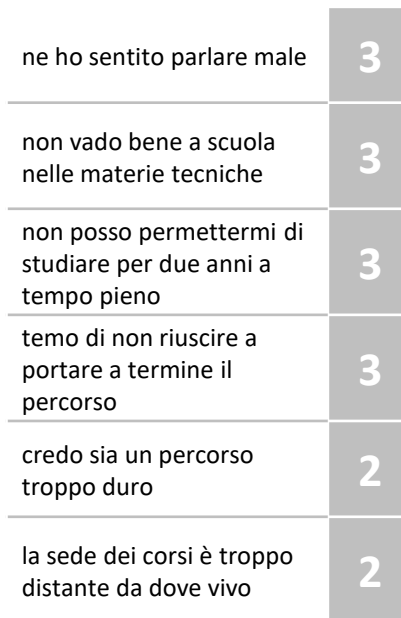 ne ho sentito parlare male 3
non vado bene a scuola
nelle materie tecniche 3
non posso permettermi di
studiare per due anni a
tempo pieno 3
temo di non riuscire a
portare a termine il
percorso 3
credo sia un percorso
troppo duro 2
la sede dei corsi è troppo
distante da dove vivo 2